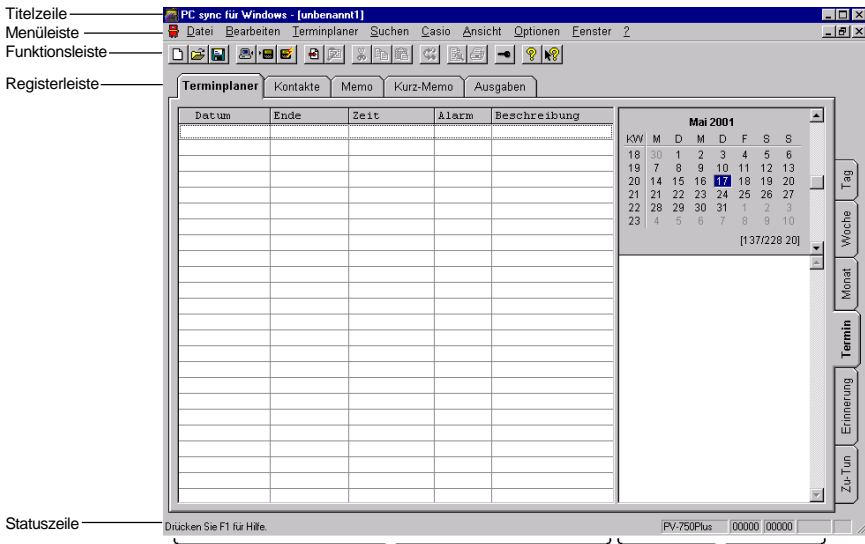 Titelzeile
PC sync für Windows - [unbenannt1]
Menüleiste
Datei Bearbeiten Terminplaner Suchen Casio Ansicht Optionen Fenster ?
Funktionsleiste
Registerleiste
Terminplaner Kontakte Memo Kurz-Memo Ausgaben
Datum Ende Zeit Alarm Beschreibung
Mai 2001
KW M D M D F S S
18 30 1 2 3 4 5 6
19 7 8 9 10 11 12 13
20 14 15 16 17 18 19 20
21 21 22 23 24 25 26 27
22 28 29 30 31 1 2 3
23 4 5 6 7 8 9 10
[137/228 20]
Tag
Woche
Monat
Termin
Erinnerung
Zu-Tun
Statuszeile
Drücken Sie F1 für Hilfe.
PV-750Plus 00000 00000